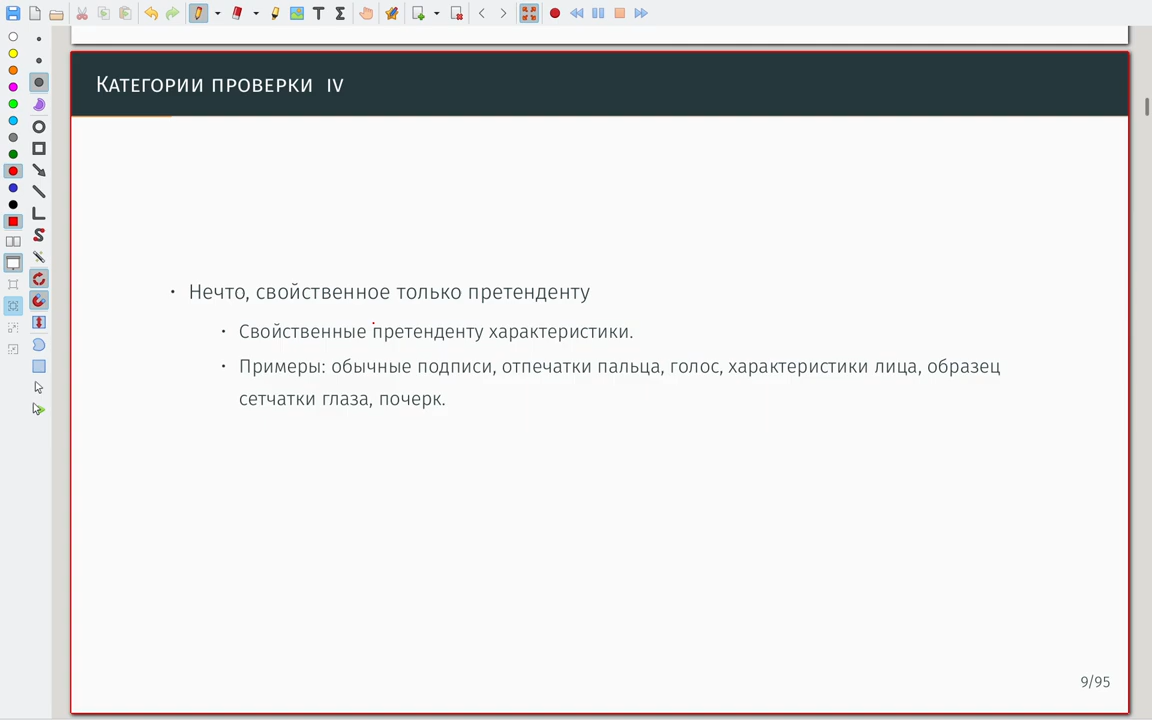 Категории проверки IV
• Нечто, свойственное только претенденту
• Свойственные претенденту характеристики.
• Примеры: обычные подписи, отпечатки пальца, голос, характеристики лица, образец
сетчатки глаза, почерк.
9/95